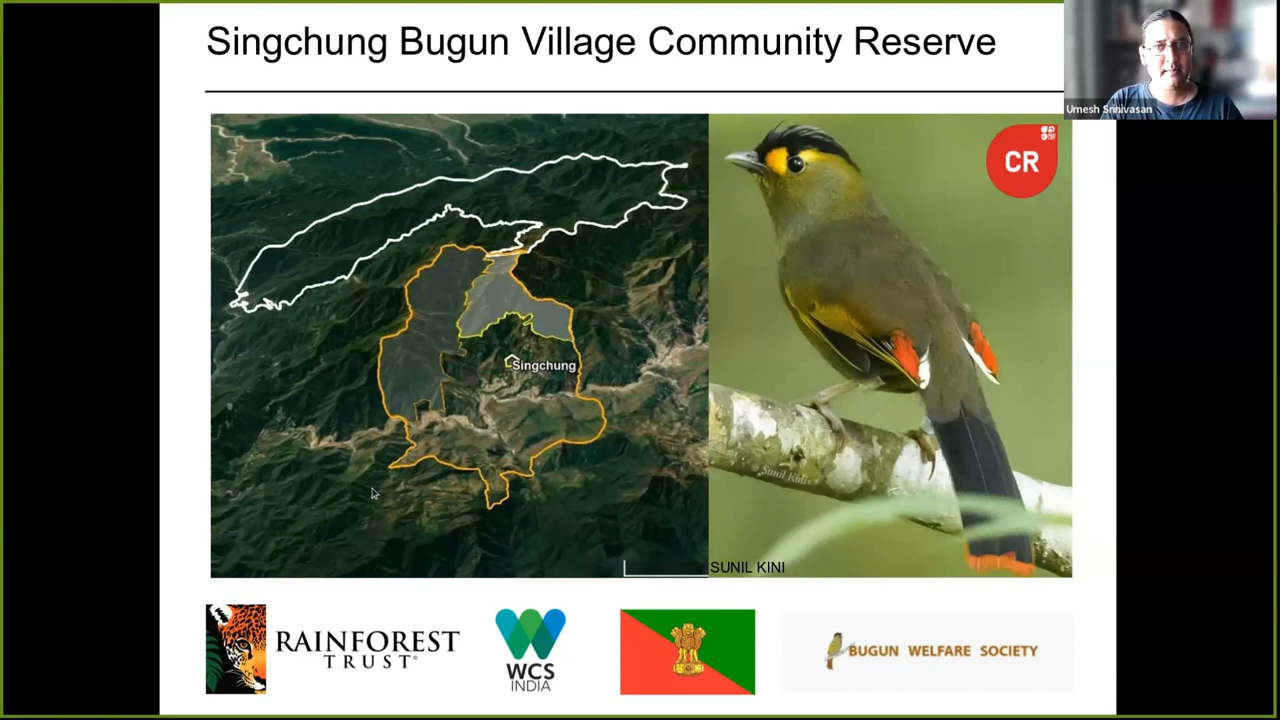 Singchung Bugun Village Community Reserve
Umesh Srinivasan
CR
Singchung
Sunil Kini
SUNIL KINI
RAINFOREST
TRUST®
WCS
INDIA
BUGUN WELFARE SOCIETY